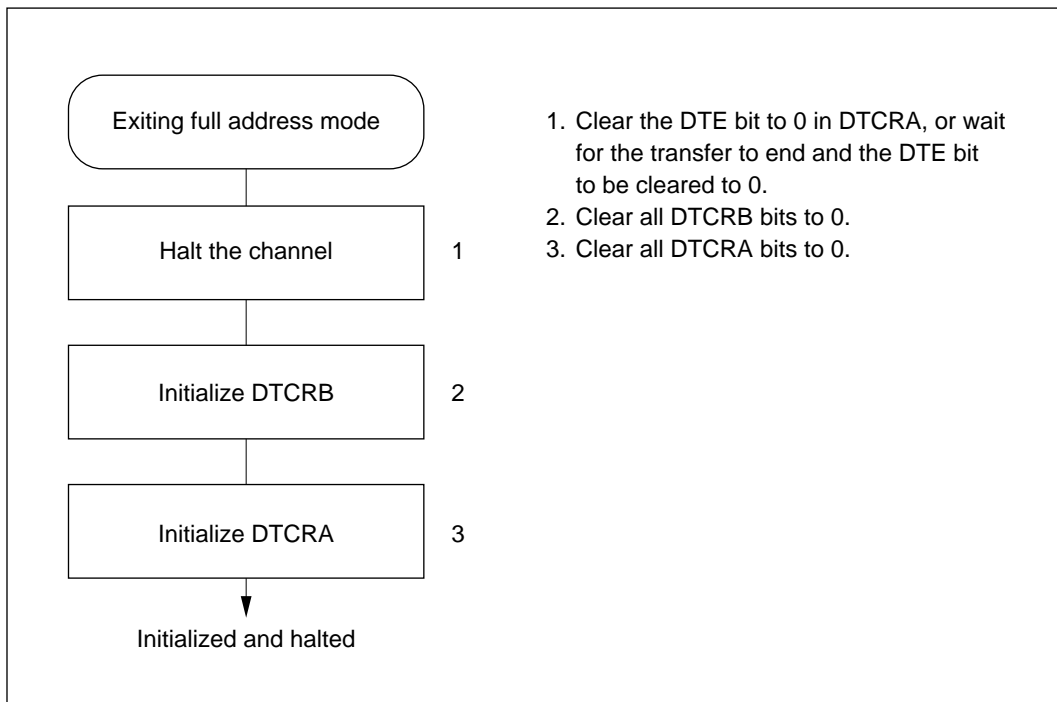 Exiting full address mode
Halt the channel
1
Initialize DTCRB
2
Initialize DTCRA
3
Initialized and halted
1. Clear the DTE bit to 0 in DTCRA, or wait
for the transfer to end and the DTE bit
to be cleared to 0.
2. Clear all DTCRB bits to 0.
3. Clear all DTCRA bits to 0.